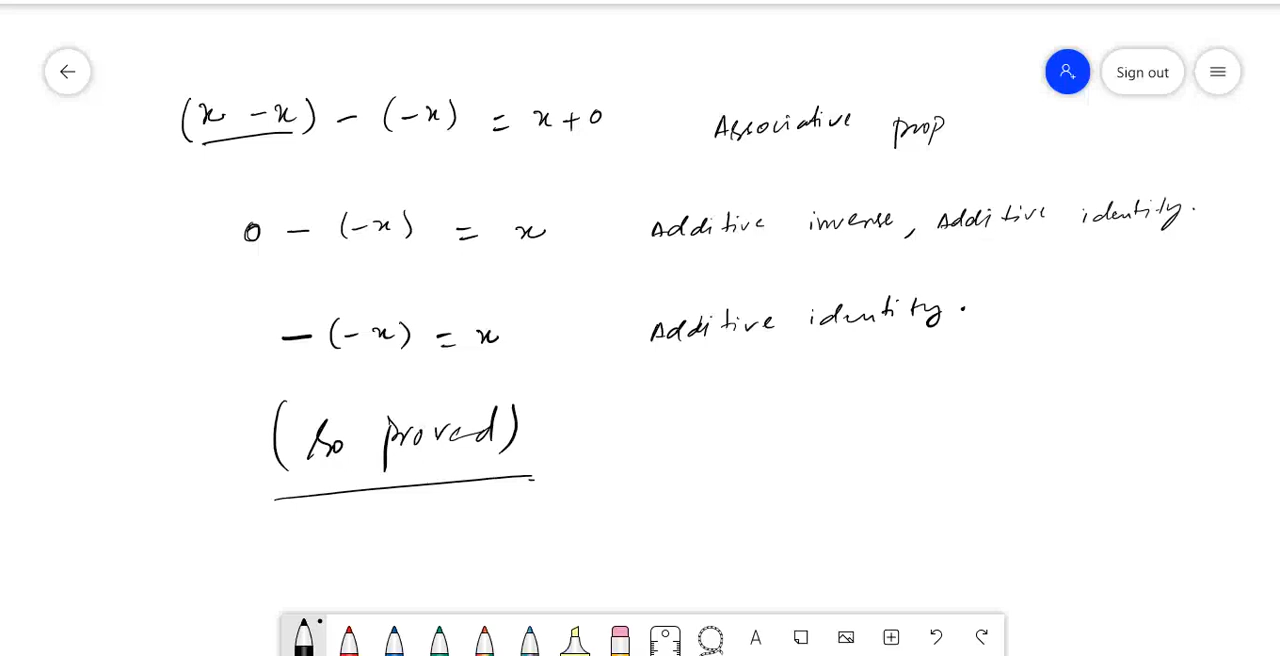 Sign out
(x - x) - (-x) = x + 0 Associative prop
0 - (-x) = x Additive inverse, Additive identity.
- (-x) = x Additive identity.
(so proved)
A